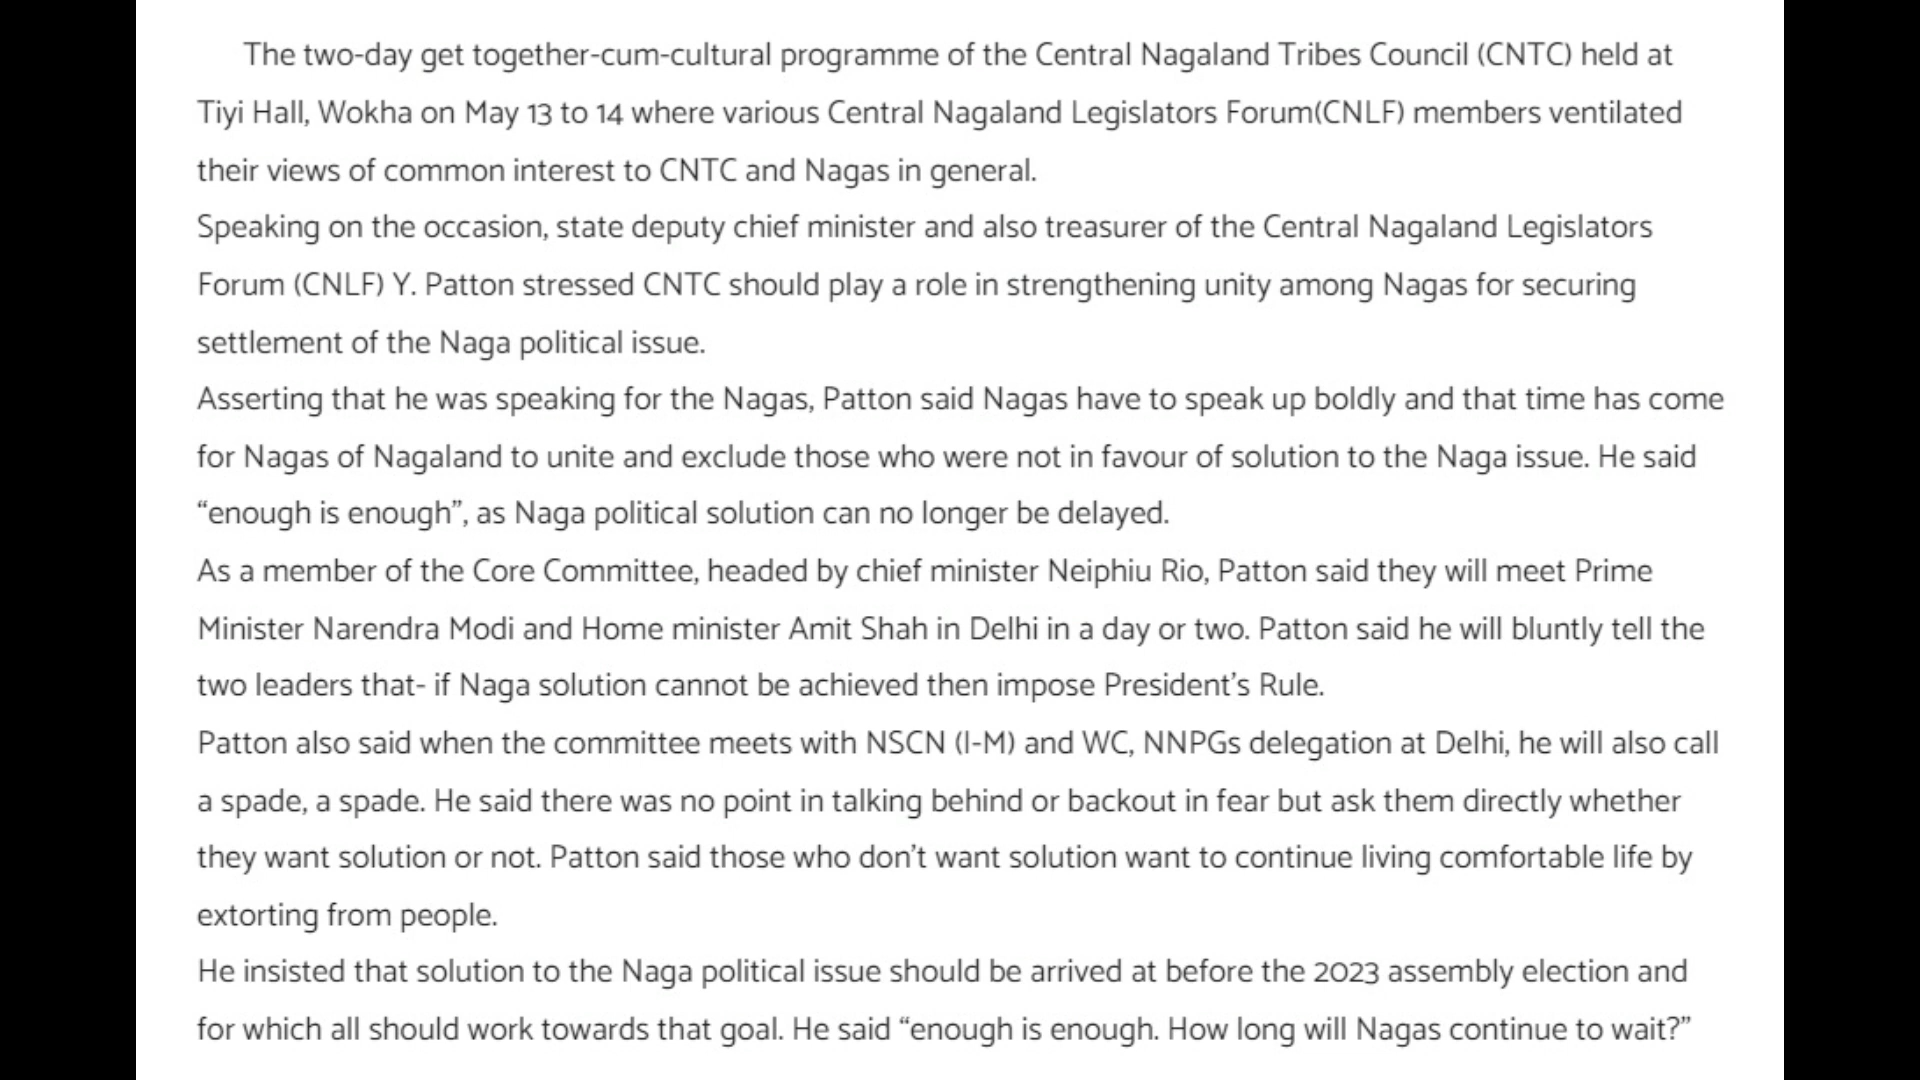 The two-day get together-cum-cultural programme of the Central Nagaland Tribes Council (CNTC) held at
Tiyi Hall, Wokha on May 13 to 14 where various Central Nagaland Legislators Forum(CNLF) members ventilated
their views of common interest to CNTC and Nagas in general.
Speaking on the occasion, state deputy chief minister and also treasurer of the Central Nagaland Legislators
Forum (CNLF) Y. Patton stressed CNTC should play a role in strengthening unity among Nagas for securing
settlement of the Naga political issue.
Asserting that he was speaking for the Nagas, Patton said Nagas have to speak up boldly and that time has come
for Nagas of Nagaland to unite and exclude those who were not in favour of solution to the Naga issue. He said
“enough is enough”, as Naga political solution can no longer be delayed.
As a member of the Core Committee, headed by chief minister Neiphiu Rio, Patton said they will meet Prime
Minister Narendra Modi and Home minister Amit Shah in Delhi in a day or two. Patton said he will bluntly tell the
two leaders that- if Naga solution cannot be achieved then impose President’s Rule.
Patton also said when the committee meets with NSCN (I-M) and WC, NNPGs delegation at Delhi, he will also call
a spade, a spade. He said there was no point in talking behind or backout in fear but ask them directly whether
they want solution or not. Patton said those who don’t want solution want to continue living comfortable life by
extorting from people.
He insisted that solution to the Naga political issue should be arrived at before the 2023 assembly election and
for which all should work towards that goal. He said “enough is enough. How long will Nagas continue to wait?”